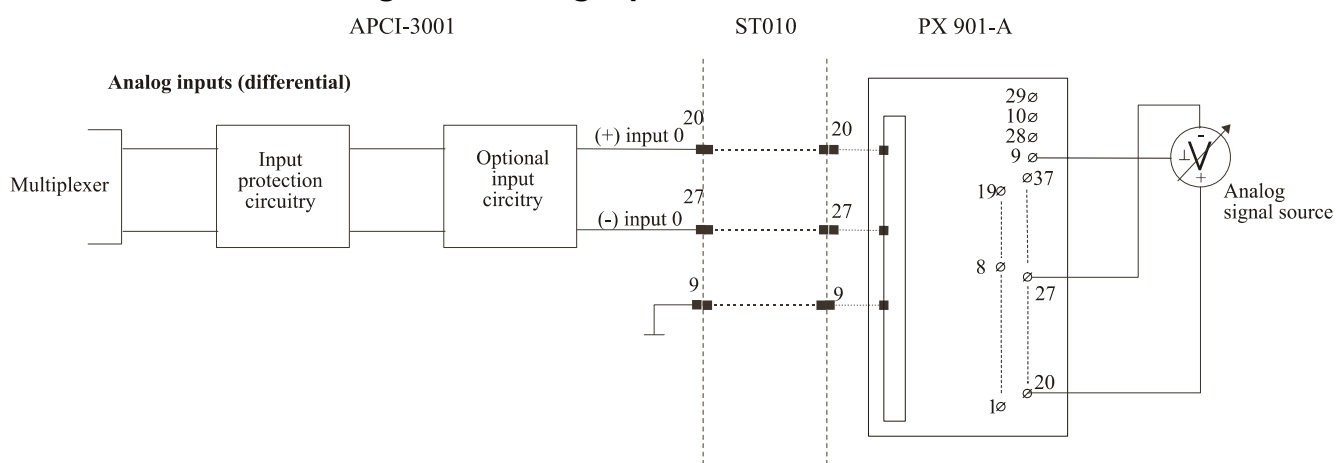 APCI-3001
ST010
PX 901-A
Analog inputs (differential)
Multiplexer
Input
protection
circuitry
Optional
input
circitry
(+) input 0
(-) input 0
20
27
9
20
27
9
29
10
28
9
37
19
8
27
20
1
-
⊥
V
+
Analog
signal source